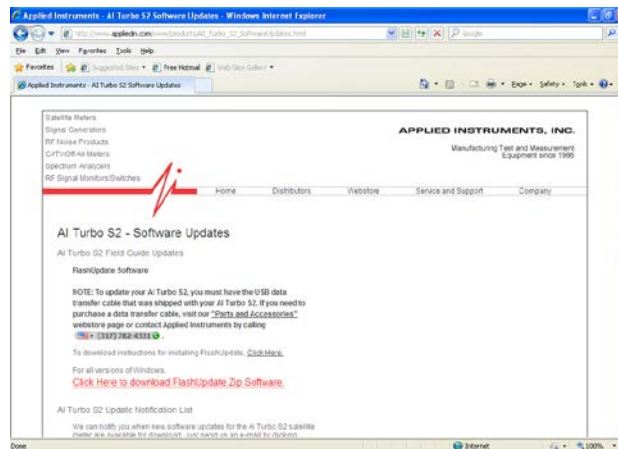 Applied Instruments - AI Turbo S2 Software Updates - Windows Internet Explorer
File Edit View Favorites Tools Help
Favorites Suggested Sites Free Hotmail Web Slice Gallery
Applied Instruments - AI Turbo S2 Software Updates
Page Safety Tools
Satellite Meters
Signal Generators
RF Noise Products
CATV/Off-Air Meters
Spectrum Analyzers
RF Signal Monitors/Switches
APPLIED INSTRUMENTS, INC.
Manufacturing Test and Measurement
Equipment since 1995
Home Distributors Webstore Service and Support Company
AI Turbo S2 - Software Updates
AI Turbo S2 Field Guide Updates
FlashUpdate Software
NOTE: To update your AI Turbo S2, you must have the USB data
transfer cable that was shipped with your AI Turbo S2. If you need to
purchase a data transfer cable, visit our "Parts and Accessories"
webstore page or contact Applied Instruments by calling
(317) 782-4331 .
To download instructions for installing FlashUpdate, Click Here.
For all versions of Windows.
Click Here to download FlashUpdate Zip Software.
AI Turbo S2 Update Notification List
We can notify you when new software updates for the AI Turbo S2 satellite
meter are available for download. Just send us an e-mail by clicking
Done Internet 100%